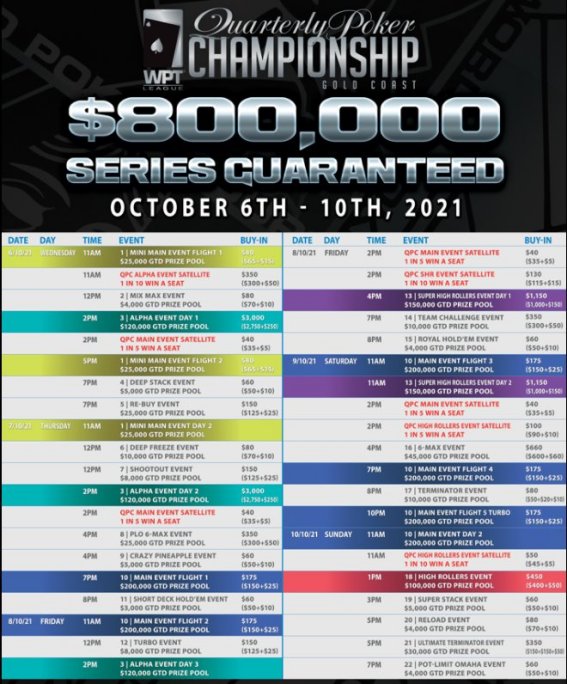 WPT
LEAGUE
Quarterly Poker
CHAMPIONSHIP
GOLD COAST
$800,000
SERIES GUARANTEED
OCTOBER 6TH - 10TH, 2021
DATE DAY TIME EVENT BUY-IN
6/10/21 WEDNESDAY 11AM 1 | MINI MAIN EVENT FLIGHT 1 $80
$25,000 GTD PRIZE POOL ($65+$15)
11AM QPC ALPHA EVENT SATELLITE $350
1 IN 10 WIN A SEAT ($300+$50)
12PM 2 | MIX MAX EVENT $80
$4,000 GTD PRIZE POOL ($70+$10)
2PM 3 | ALPHA EVENT DAY 1 $3,000
$120,000 GTD PRIZE POOL ($2,750+$250)
2PM QPC MAIN EVENT SATELLITE $40
1 IN 5 WIN A SEAT ($35+$5)
5PM 1 | MINI MAIN EVENT FLIGHT 2 $80
$25,000 GTD PRIZE POOL ($65+$15)
7PM 4 | DEEP STACK EVENT $60
$5,000 GTD PRIZE POOL ($50+$10)
7PM 5 | RE-BUY EVENT $150
$25,000 GTD PRIZE POOL ($125+$25)
7/10/21 THURSDAY 11AM 1 | MINI MAIN EVENT DAY 2
$25,000 GTD PRIZE POOL
12PM 6 | DEEP FREEZE EVENT $80
$10,000 GTD PRIZE POOL ($70+$10)
12PM 7 | SHOOTOUT EVENT $150
$8,000 GTD PRIZE POOL ($125+$25)
2PM 3 | ALPHA EVENT DAY 2 $3,000
$120,000 GTD PRIZE POOL ($2,750+$250)
2PM QPC MAIN EVENT SATELLITE $40
1 IN 5 WIN A SEAT ($35+$5)
4PM 8 | PLO 6-MAX EVENT $350
$25,000 GTD PRIZE POOL ($300+$50)
4PM 9 | CRAZY PINEAPPLE EVENT $60
$5,000 GTD PRIZE POOL ($50+$10)
7PM 10 | MAIN EVENT FLIGHT 1 $175
$200,000 GTD PRIZE POOL ($150+$25)
8PM 11 | SHORT DECK HOLD'EM EVENT $60
$3,000 GTD PRIZE POOL ($50+$10)
8/10/21 FRIDAY 11AM 10 | MAIN EVENT FLIGHT 2 $175
$200,000 GTD PRIZE POOL ($150+$25)
12PM 12 | TURBO EVENT $150
$8,000 GTD PRIZE POOL ($125+$25)
2PM 3 | ALPHA EVENT DAY 3
$120,000 GTD PRIZE POOL
DATE DAY TIME EVENT BUY-IN
8/10/21 FRIDAY 2PM QPC MAIN EVENT SATELLITE $40
1 IN 5 WIN A SEAT ($35+$5)
2PM QPC SHR EVENT SATELLITE $130
1 IN 10 WIN A SEAT ($115+$15)
4PM 13 | SUPER HIGH ROLLERS EVENT DAY 1 $1,150
$150,000 GTD PRIZE POOL ($1,000+$150)
7PM 14 | TEAM CHALLENGE EVENT $350
$10,000 GTD PRIZE POOL ($300+$50)
8PM 15 | ROYAL HOLD'EM EVENT $60
$4,000 GTD PRIZE POOL ($50+$10)
9/10/21 SATURDAY 11AM 10 | MAIN EVENT FLIGHT 3 $175
$200,000 GTD PRIZE POOL ($150+$25)
11AM 13 | SUPER HIGH ROLLERS EVENT DAY 2 $1,150
$150,000 GTD PRIZE POOL ($1,000+$150)
2PM QPC MAIN EVENT SATELLITE $40
1 IN 5 WIN A SEAT ($35+$5)
2PM QPC HIGH ROLLERS EVENT SATELLITE $100
1 IN 5 WIN A SEAT ($90+$10)
4PM 16 | 6-MAX EVENT $660
$45,000 GTD PRIZE POOL ($600+$60)
7PM 10 | MAIN EVENT FLIGHT 4 $175
$200,000 GTD PRIZE POOL ($150+$25)
8PM 17 | TERMINATOR EVENT $80
$10,000 GTD PRIZE POOL ($50+$20+$10)
10PM 10 | MAIN EVENT FLIGHT 5 TURBO $175
$200,000 GTD PRIZE POOL ($150+$25)
10/10/21 SUNDAY 11AM 10 | MAIN EVENT DAY 2
$200,000 GTD PRIZE POOL
11AM QPC HIGH ROLLERS EVENT SATELLITE $50
1 IN 5 WIN A SEAT ($45+$5)
1PM 18 | HIGH ROLLERS EVENT $450
$100,000 GTD PRIZE POOL ($400+$50)
3PM 19 | SUPER STACK EVENT $60
$5,000 GTD PRIZE POOL ($50+$10)
5PM 20 | RELOAD EVENT $80
$4,000 GTD PRIZE POOL ($70+$10)
5PM 21 | ULTIMATE TERMINATOR EVENT $350
$30,000 GTD PRIZE POOL ($150+$150+$50)
7PM 22 | POT-LIMIT OMAHA EVENT $60
$4,000 GTD PRIZE POOL ($50+$10)